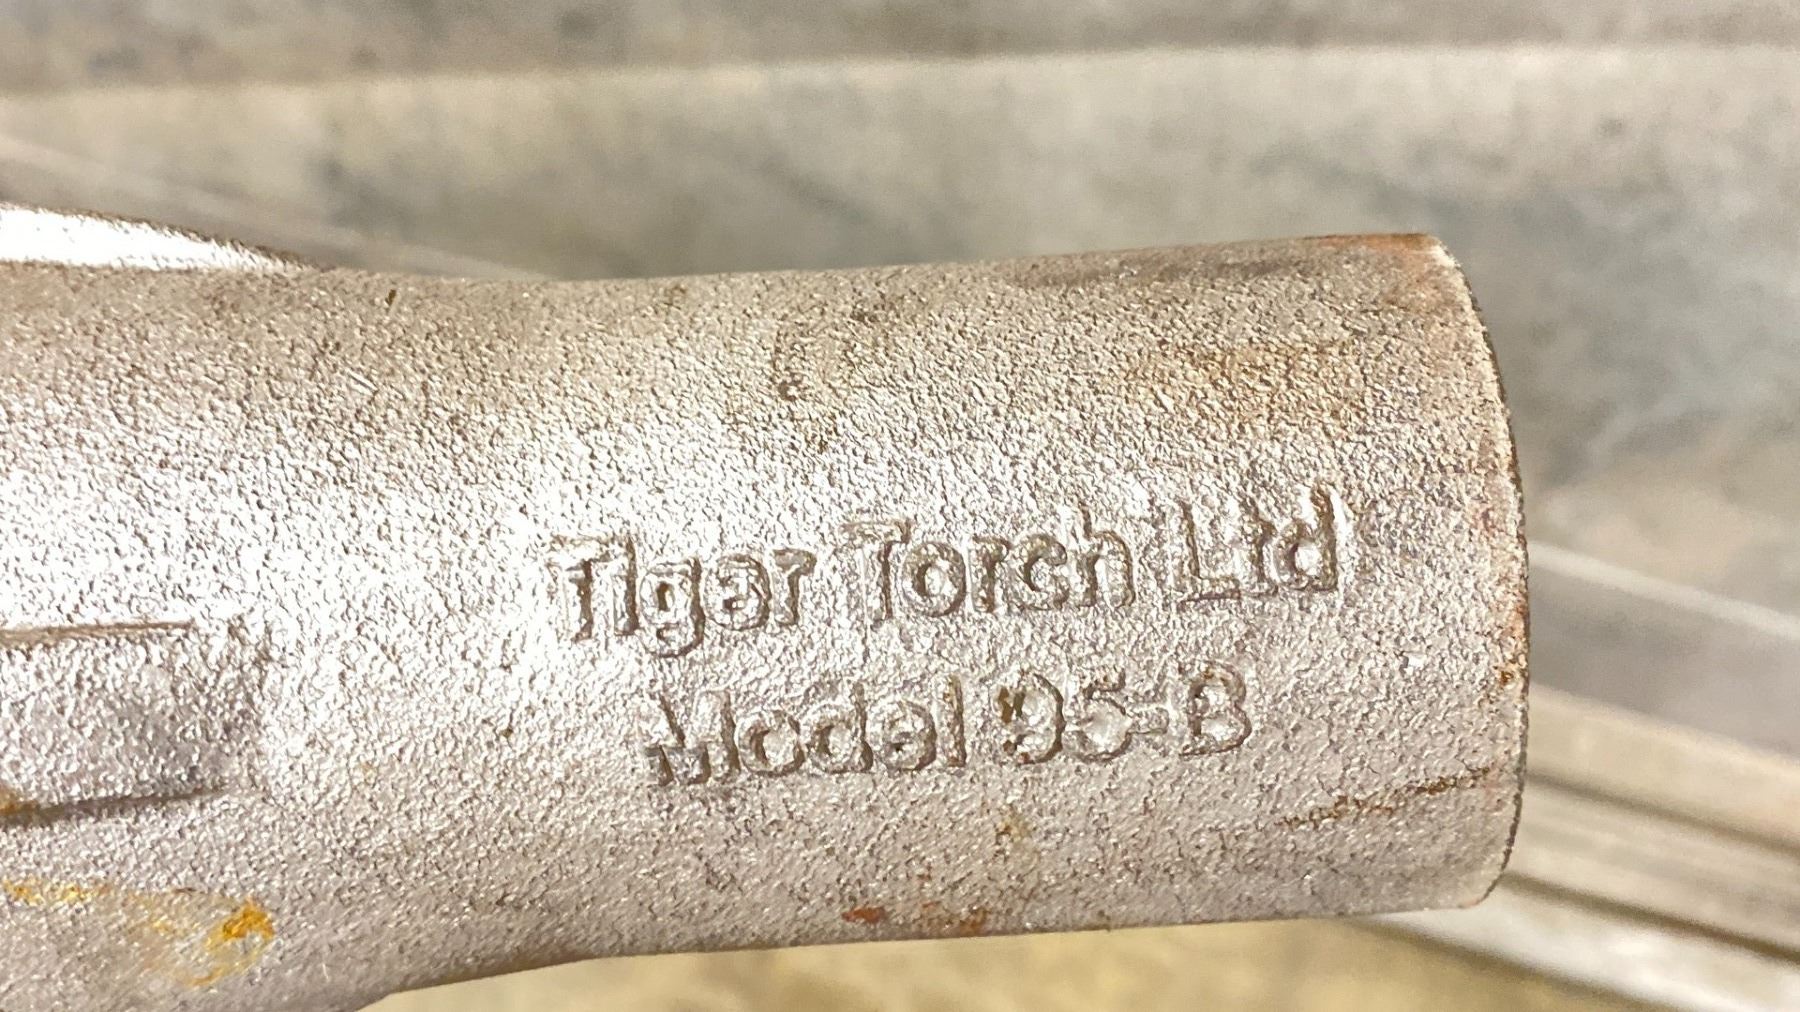 Tiger Torch Ltd
Model 95-B